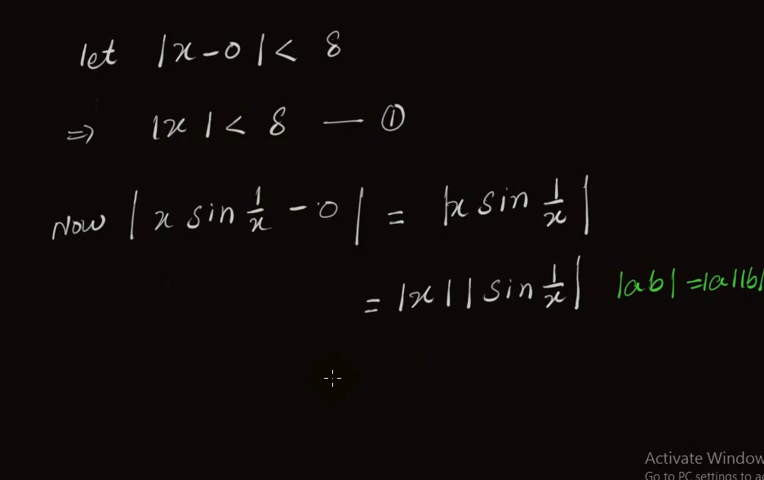 let |x-0| < δ
⇒ |x| < δ — ①
Now | x sin 1/x - 0 | = |x sin 1/x|
= |x| | sin 1/x| |ab| = |a||b|
Activate Window
Go to PC settings to a